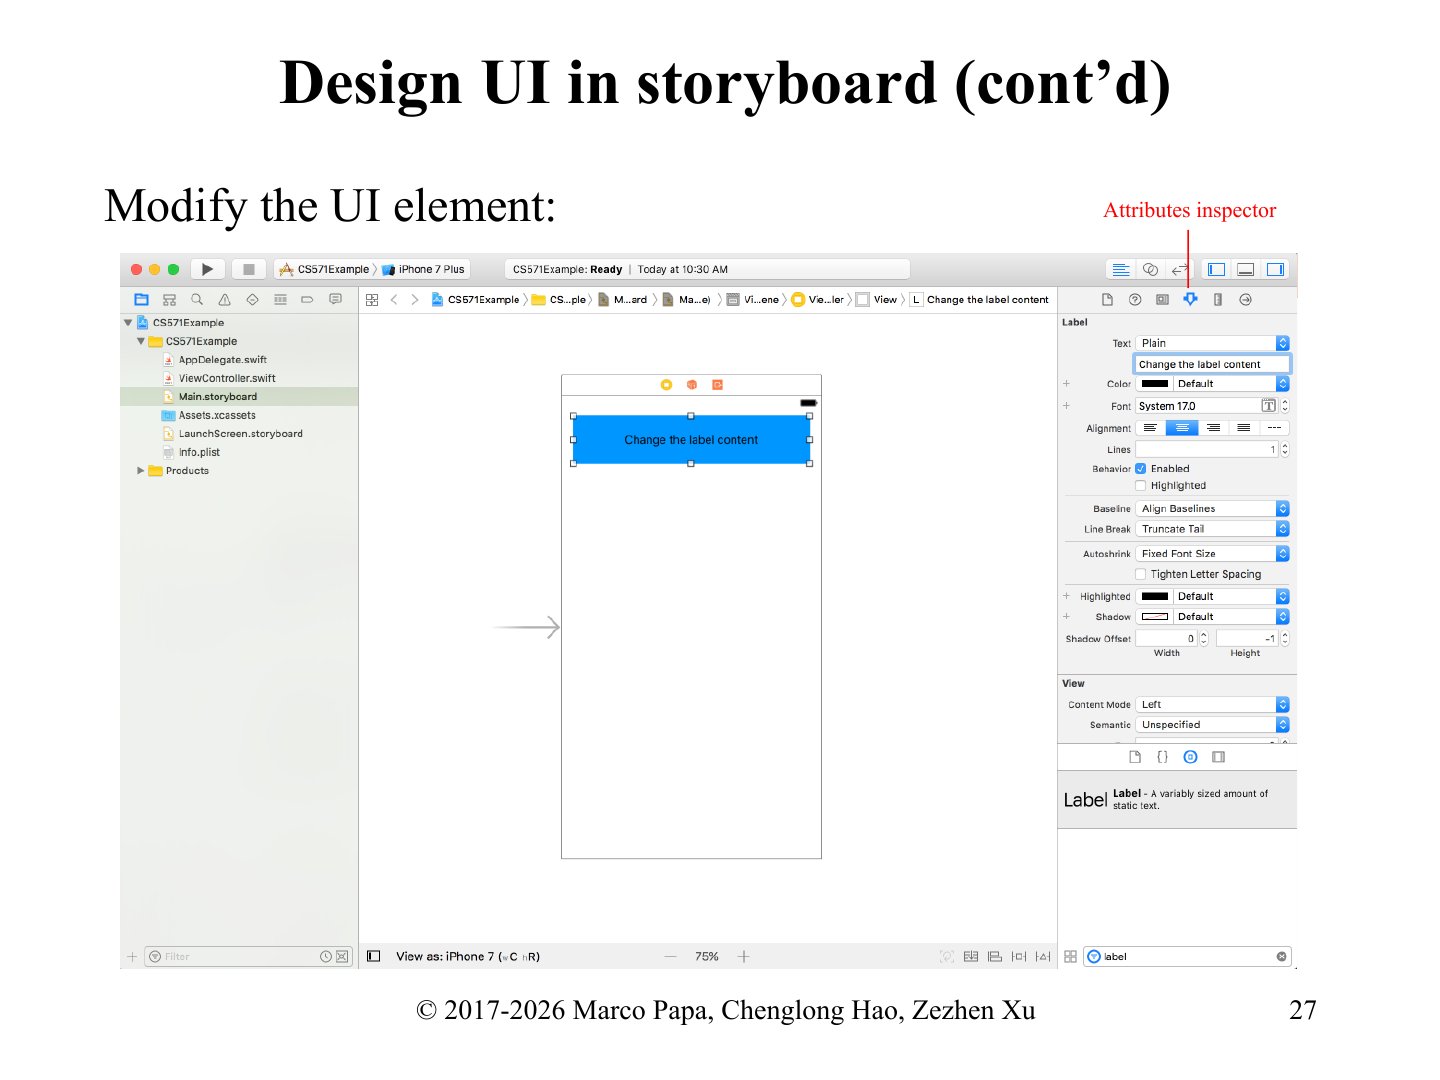 Design UI in storyboard (cont’d)
Modify the UI element:
Attributes inspector
CS571Example
iPhone 7 Plus
CS571Example: Ready | Today at 10:30 AM
CS571Example
CS...ple
M...ard
Ma...e)
Vi...ene
Vie...ler
View
L Change the label content
CS571Example
CS571Example
AppDelegate.swift
ViewController.swift
Main.storyboard
Assets.xcassets
LaunchScreen.storyboard
Info.plist
Products
Change the label content
Label
Text Plain
Change the label content
Color Default
Font System 17.0
Alignment
Lines 1
Behavior Enabled
Highlighted
Baseline Align Baselines
Line Break Truncate Tail
Autoshrink Fixed Font Size
Tighten Letter Spacing
Highlighted Default
Shadow Default
Shadow Offset 0 -1
Width Height
View
Content Mode Left
Semantic Unspecified
Label Label - A variably sized amount of
static text.
Filter
View as: iPhone 7 (wC hR)
75%
label
© 2017-2026 Marco Papa, Chenglong Hao, Zezhen Xu
27